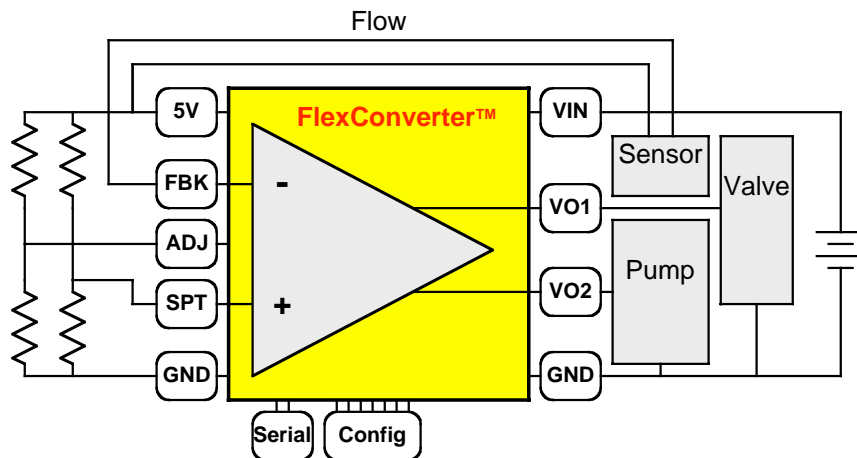 Flow
5V
FlexConverter™
VIN
Sensor
FBK
-
Valve
VO1
ADJ
Pump
VO2
SPT
+
GND
GND
Serial
Config